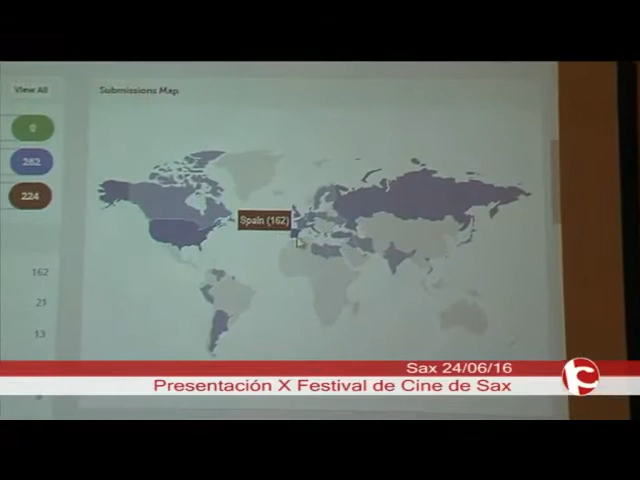 View All
Submissions Map
0
262
224
Spain (162)
162
21
13
Sax 24/06/16
Presentación X Festival de Cine de Sax